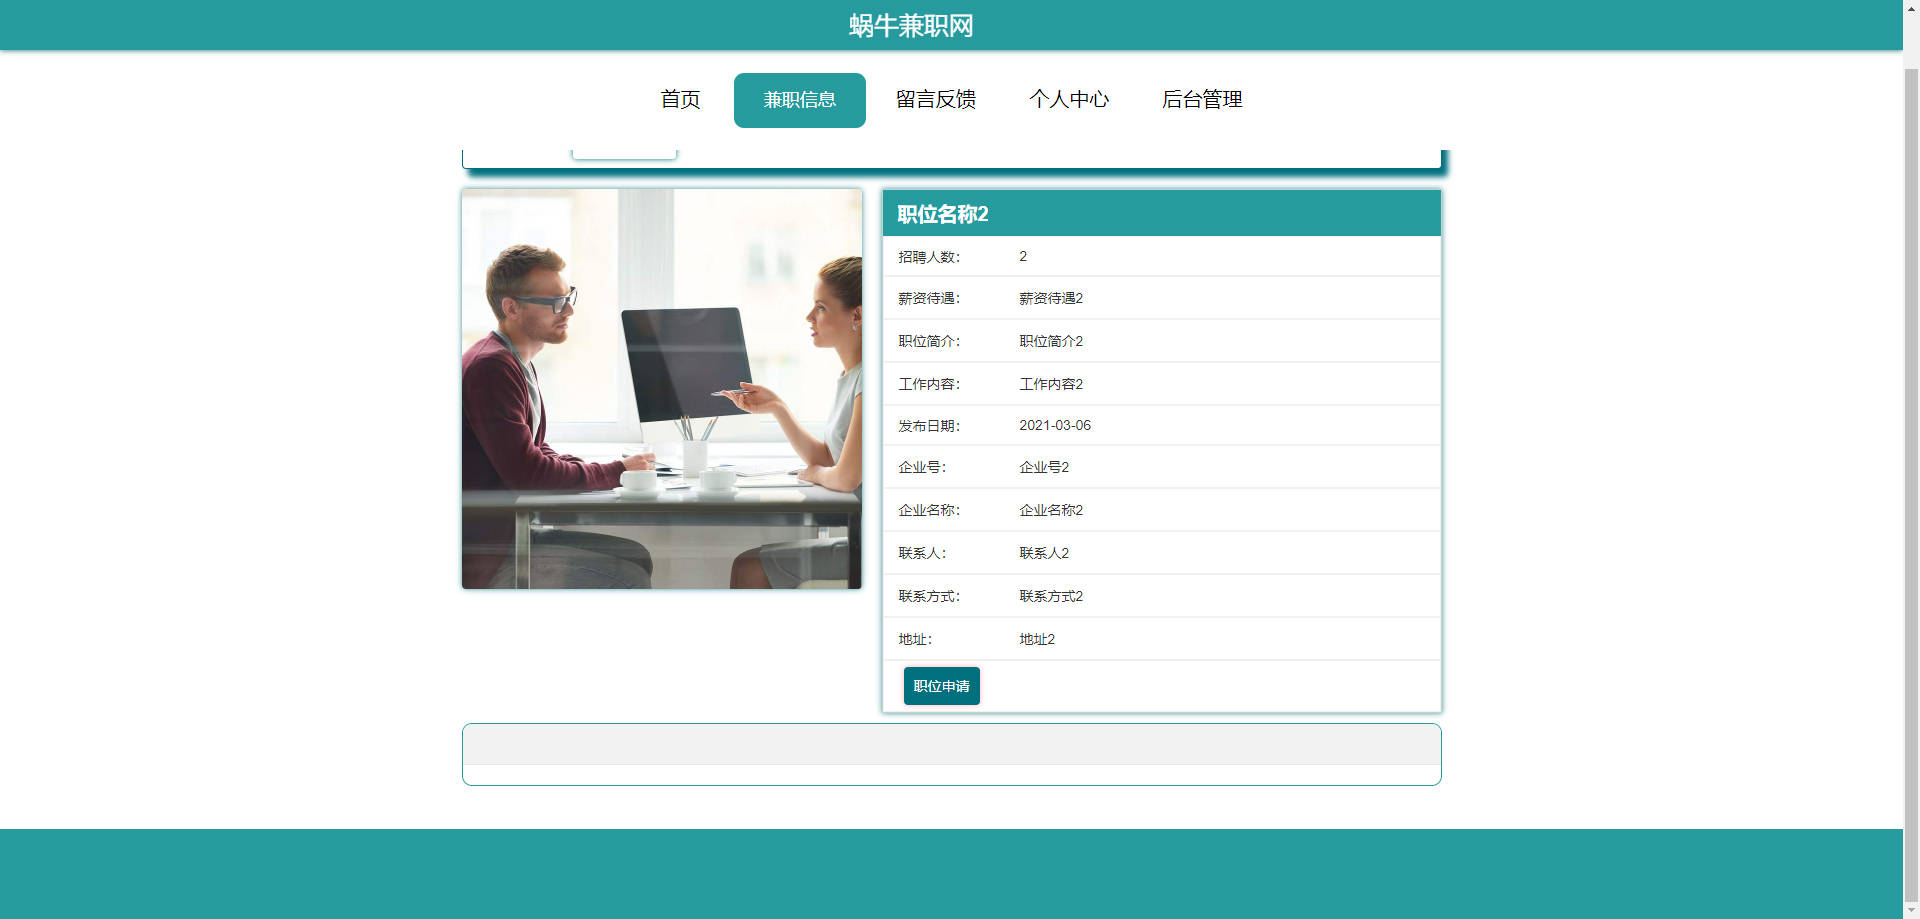 蜗牛兼职网
首页 兼职信息 留言反馈 个人中心 后台管理
职位名称2
招聘人数： 2
薪资待遇： 薪资待遇2
职位简介： 职位简介2
工作内容： 工作内容2
发布日期： 2021-03-06
企业号： 企业号2
企业名称： 企业名称2
联系人： 联系人2
联系方式： 联系方式2
地址： 地址2
职位申请